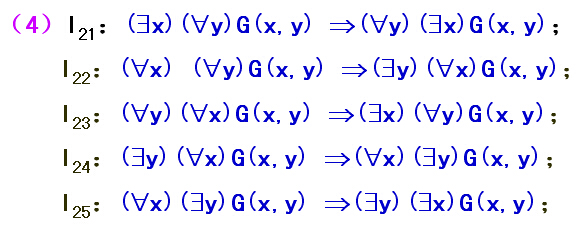 （4）I₂₁：(∃x)(∀y)G(x, y) ⇒(∀y)(∃x)G(x, y)；
I₂₂：(∀x) (∀y)G(x, y) ⇒(∃y)(∀x)G(x, y)；
I₂₃：(∀y)(∀x)G(x, y) ⇒(∃x)(∀y)G(x, y)；
I₂₄：(∃y)(∀x)G(x, y) ⇒(∀x)(∃y)G(x, y)；
I₂₅：(∀x)(∃y)G(x, y) ⇒(∃y)(∃x)G(x, y)；